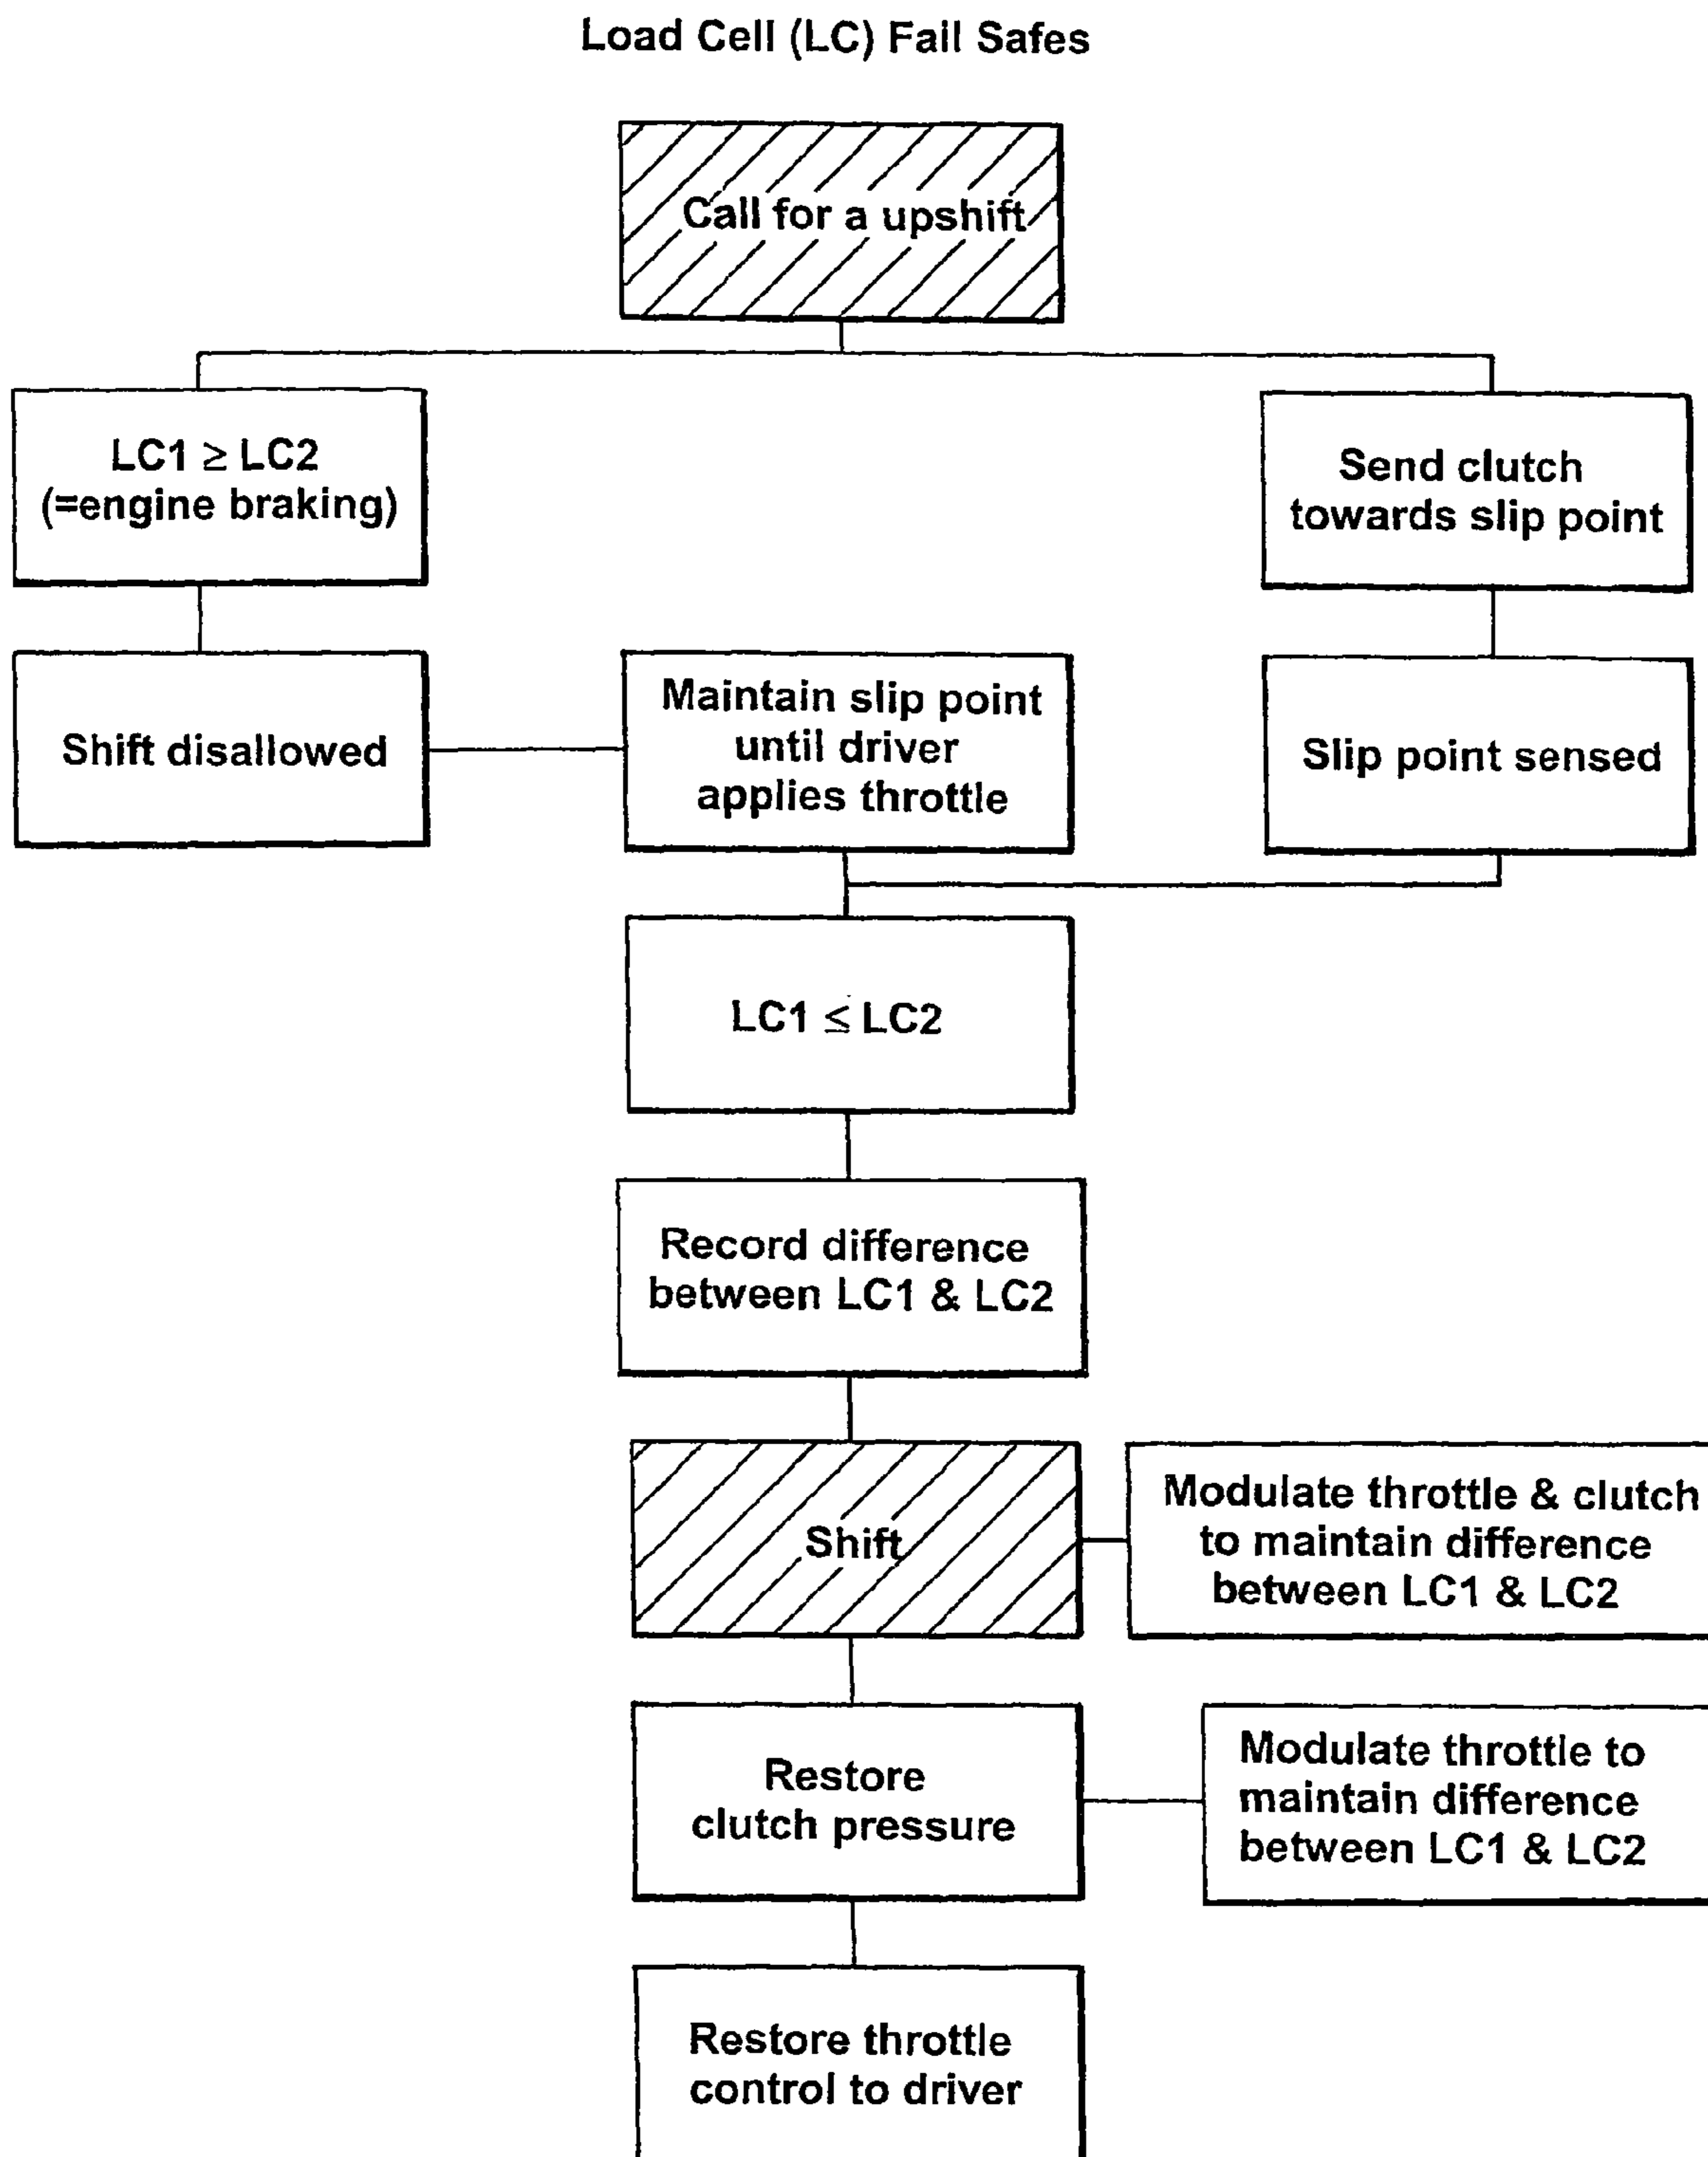 Load Cell (LC) Fail Safes
Call for a upshift
LC1 ≥ LC2
(=engine braking)
Send clutch
towards slip point
Shift disallowed
Maintain slip point
until driver
applies throttle
Slip point sensed
LC1 ≤ LC2
Record difference
between LC1 & LC2
Shift
Modulate throttle & clutch
to maintain difference
between LC1 & LC2
Restore
clutch pressure
Modulate throttle to
maintain difference
between LC1 & LC2
Restore throttle
control to driver